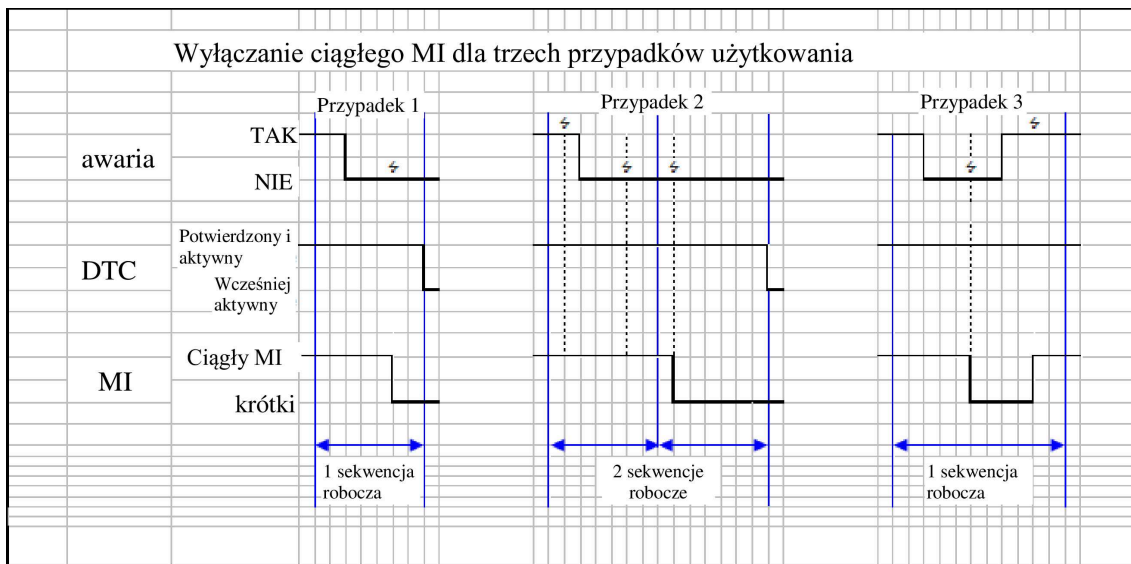 Wyłączanie ciągłego MI dla trzech przypadków użytkowania
Przypadek 1
Przypadek 2
Przypadek 3
awaria
TAK
NIE
DTC
Potwierdzony i
aktywny
Wcześniej
aktywny
MI
Ciągły MI
krótki
1 sekwencja
robocza
2 sekwencje
robocze
1 sekwencja
robocza